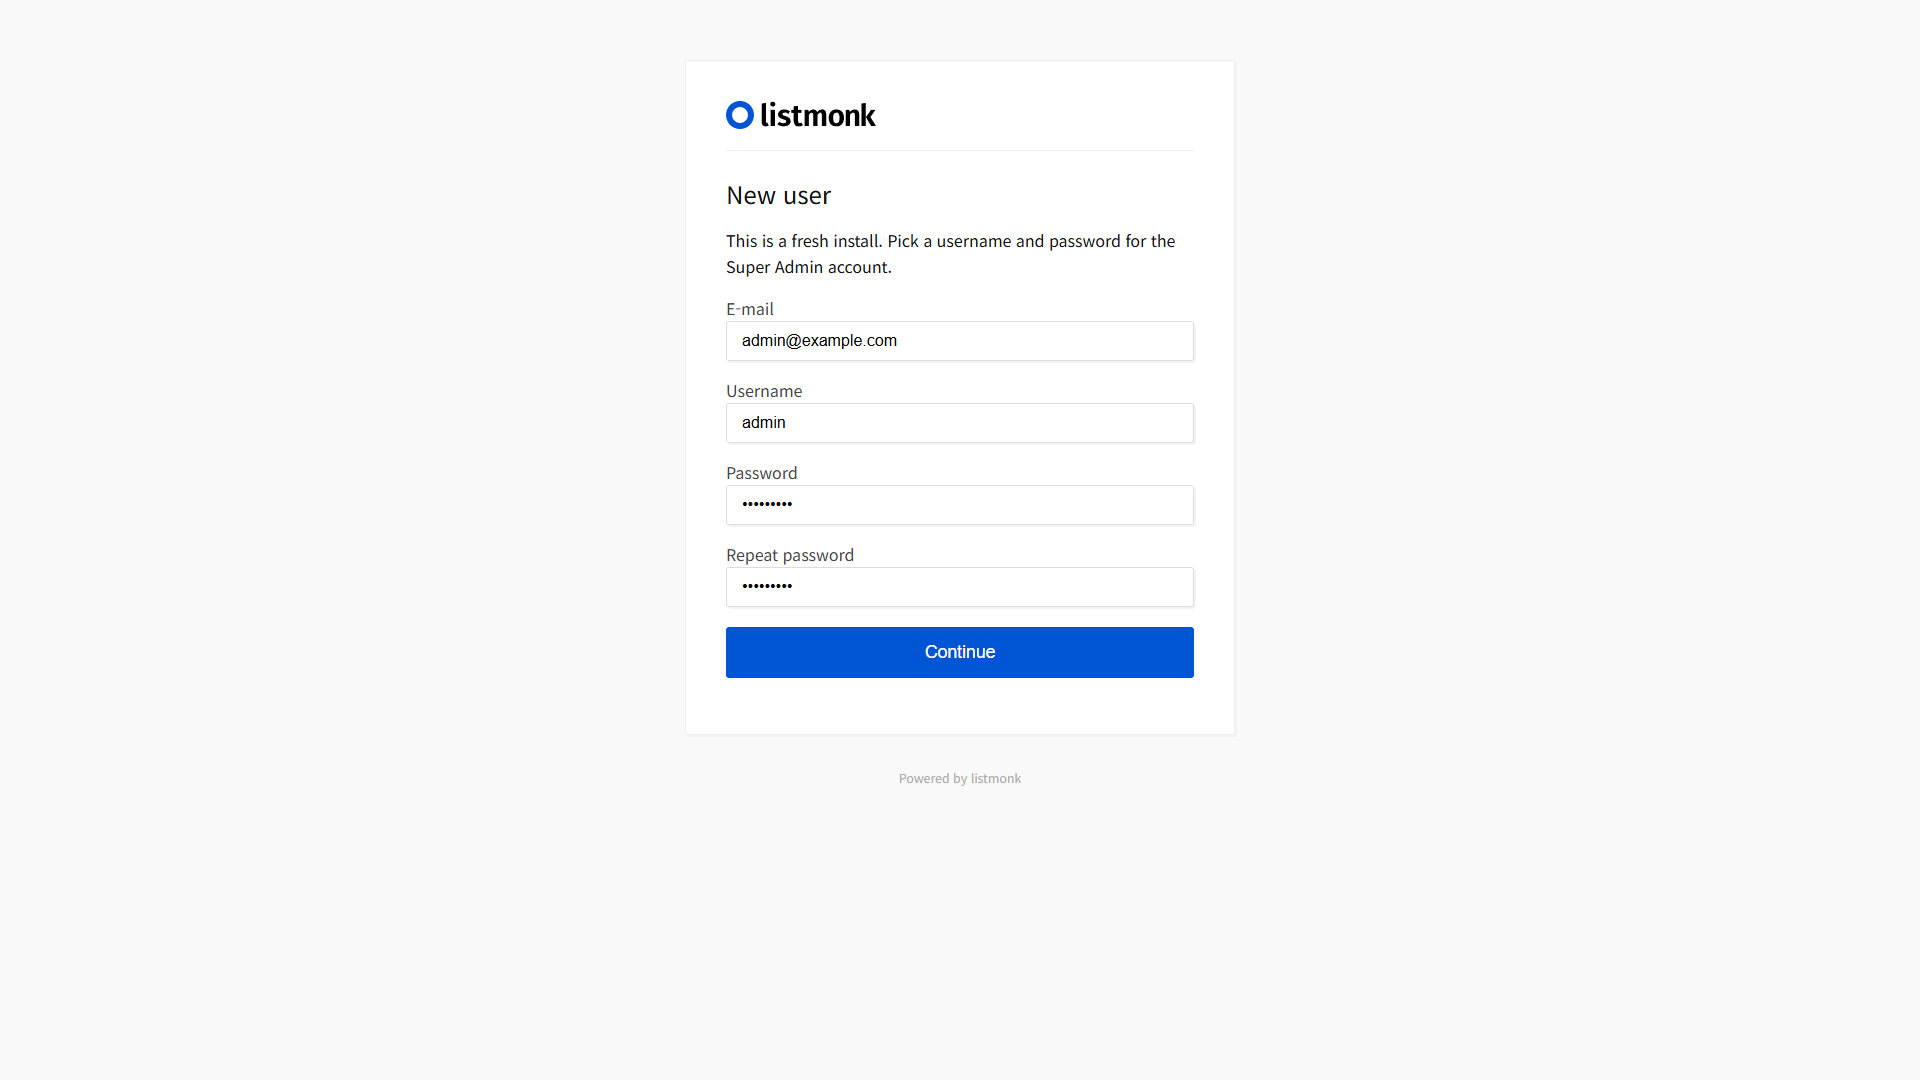 listmonk
New user
This is a fresh install. Pick a username and password for the
Super Admin account.
E-mail
admin@example.com
Username
admin
Password
•••••••••
Repeat password
•••••••••
Continue
Powered by listmonk